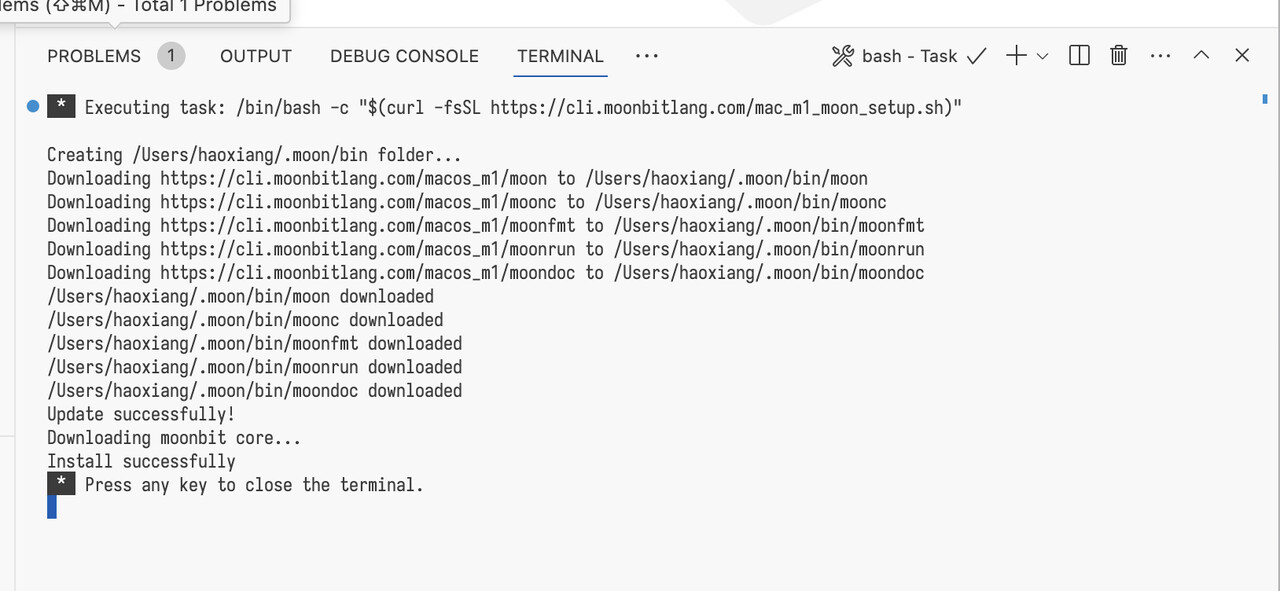 lems (⇧⌘M) - Total 1 Problems
PROBLEMS 1 OUTPUT DEBUG CONSOLE TERMINAL ··· bash - Task
* Executing task: /bin/bash -c "$(curl -fsSL https://cli.moonbitlang.com/mac_m1_moon_setup.sh)"
Creating /Users/haoxiang/.moon/bin folder...
Downloading https://cli.moonbitlang.com/macos_m1/moon to /Users/haoxiang/.moon/bin/moon
Downloading https://cli.moonbitlang.com/macos_m1/moonc to /Users/haoxiang/.moon/bin/moonc
Downloading https://cli.moonbitlang.com/macos_m1/moonfmt to /Users/haoxiang/.moon/bin/moonfmt
Downloading https://cli.moonbitlang.com/macos_m1/moonrun to /Users/haoxiang/.moon/bin/moonrun
Downloading https://cli.moonbitlang.com/macos_m1/moondoc to /Users/haoxiang/.moon/bin/moondoc
/Users/haoxiang/.moon/bin/moon downloaded
/Users/haoxiang/.moon/bin/moonc downloaded
/Users/haoxiang/.moon/bin/moonfmt downloaded
/Users/haoxiang/.moon/bin/moonrun downloaded
/Users/haoxiang/.moon/bin/moondoc downloaded
Update successfully!
Downloading moonbit core...
Install successfully
* Press any key to close the terminal.